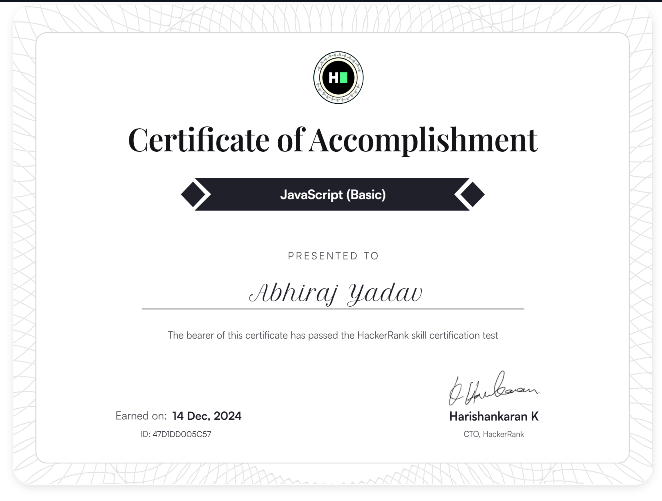 H
Certificate of Accomplishment
JavaScript (Basic)
PRESENTED TO
Abhiraj Yadav
The bearer of this certificate has passed the HackerRank skill certification test
Earned on: 14 Dec, 2024
Harishankaran K
ID: 47D1DD005C57
CTO, HackerRank